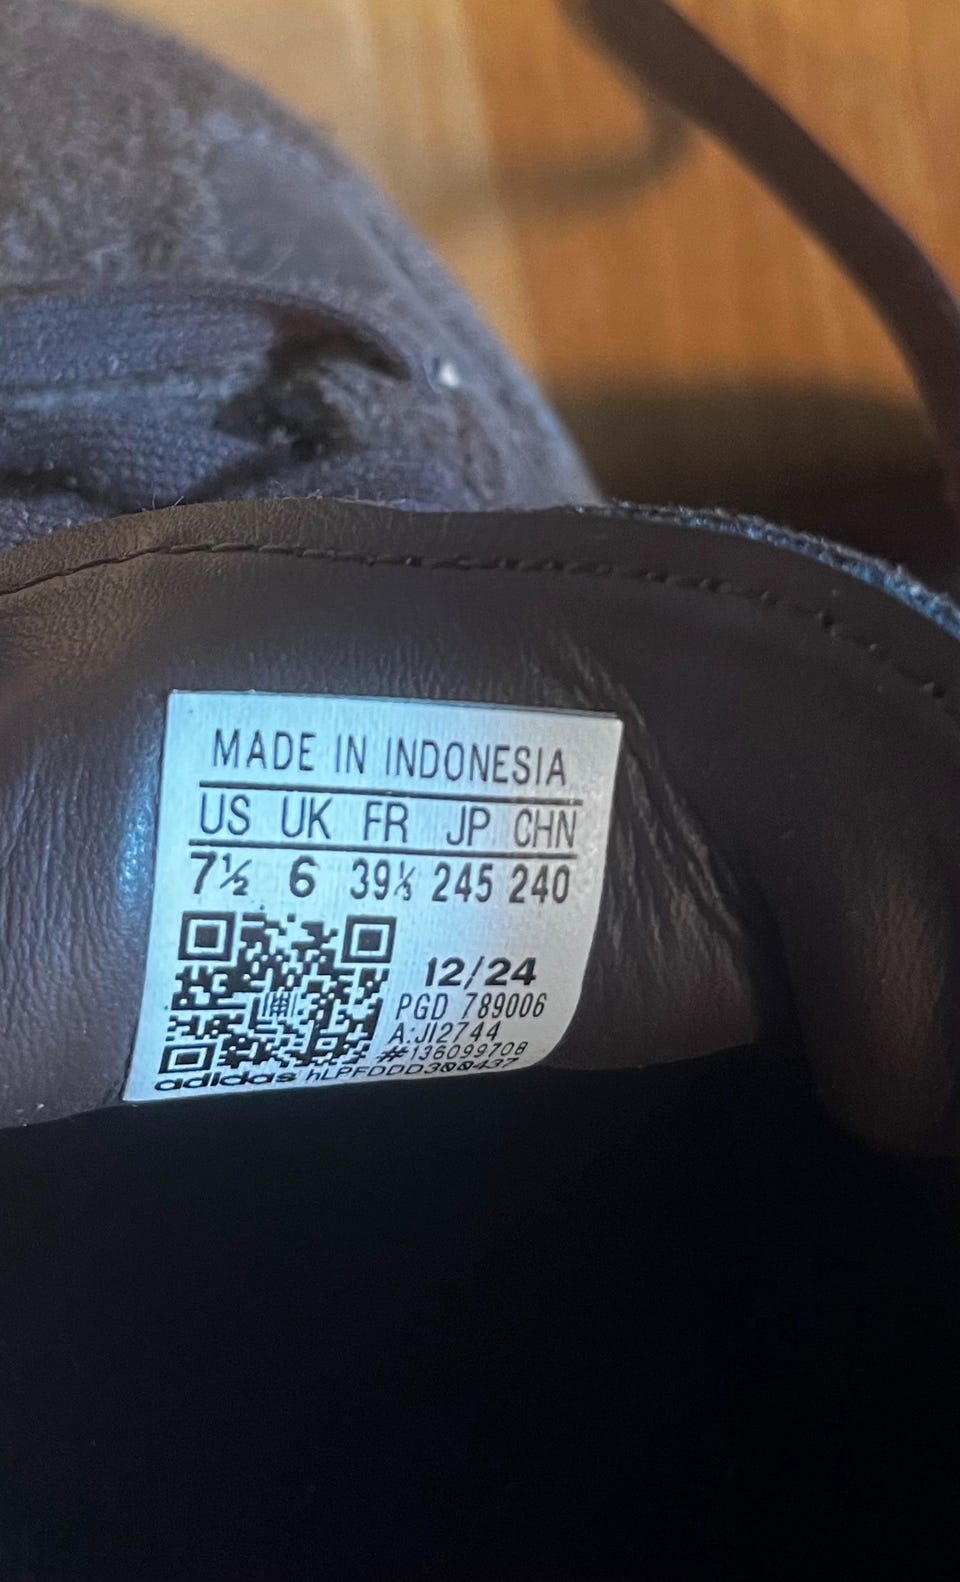 MADE IN INDONESIA
US UK FR JP CHN
7½ 6 39⅓ 245 240
12/24
PGD 789006
A:JI2744
#136099708
adidas hLPFDDD300437